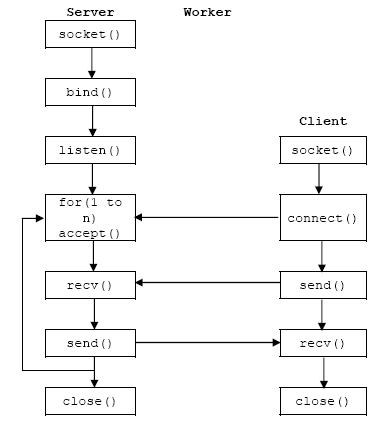 Server Worker
socket()
bind()
Client
listen() socket()
for(1 to
n)
accept()
connect()
recv() send()
send() recv()
close() close()